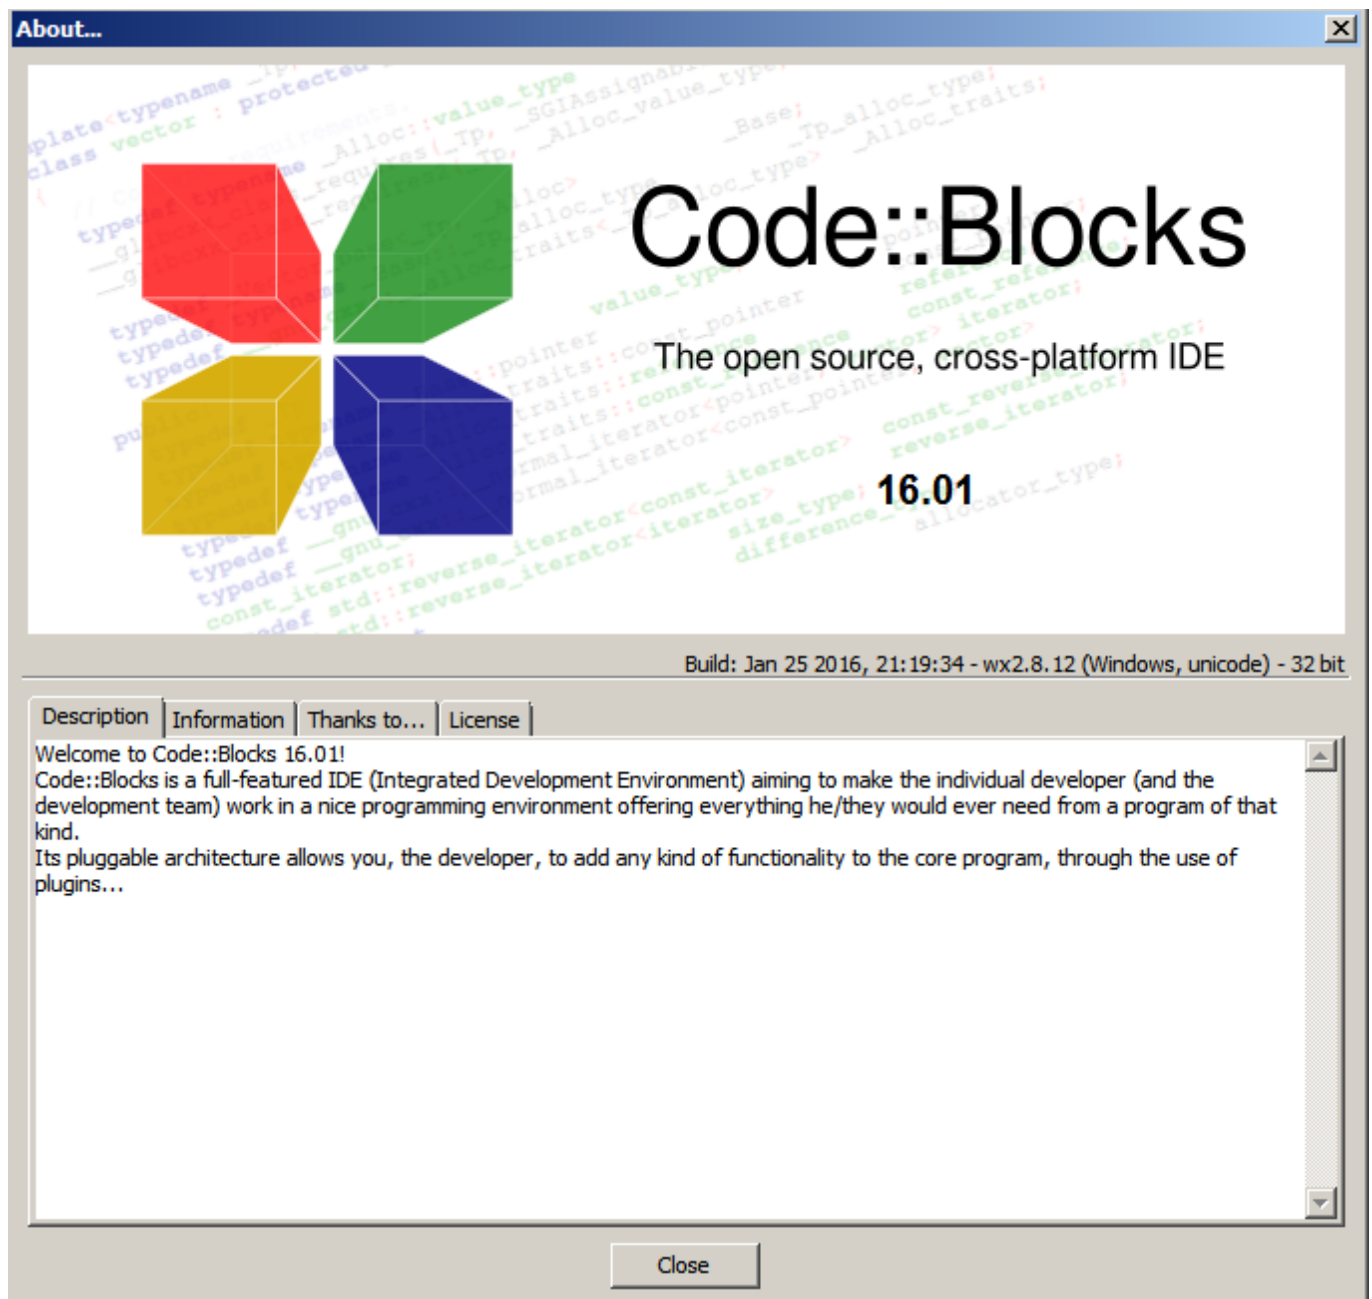 About...
Code::Blocks
The open source, cross-platform IDE
16.01
Build: Jan 25 2016, 21:19:34 - wx2.8.12 (Windows, unicode) - 32 bit
Description Information Thanks to... License
Welcome to Code::Blocks 16.01!
Code::Blocks is a full-featured IDE (Integrated Development Environment) aiming to make the individual developer (and the
development team) work in a nice programming environment offering everything he/they would ever need from a program of that
kind.
Its pluggable architecture allows you, the developer, to add any kind of functionality to the core program, through the use of
plugins...
Close